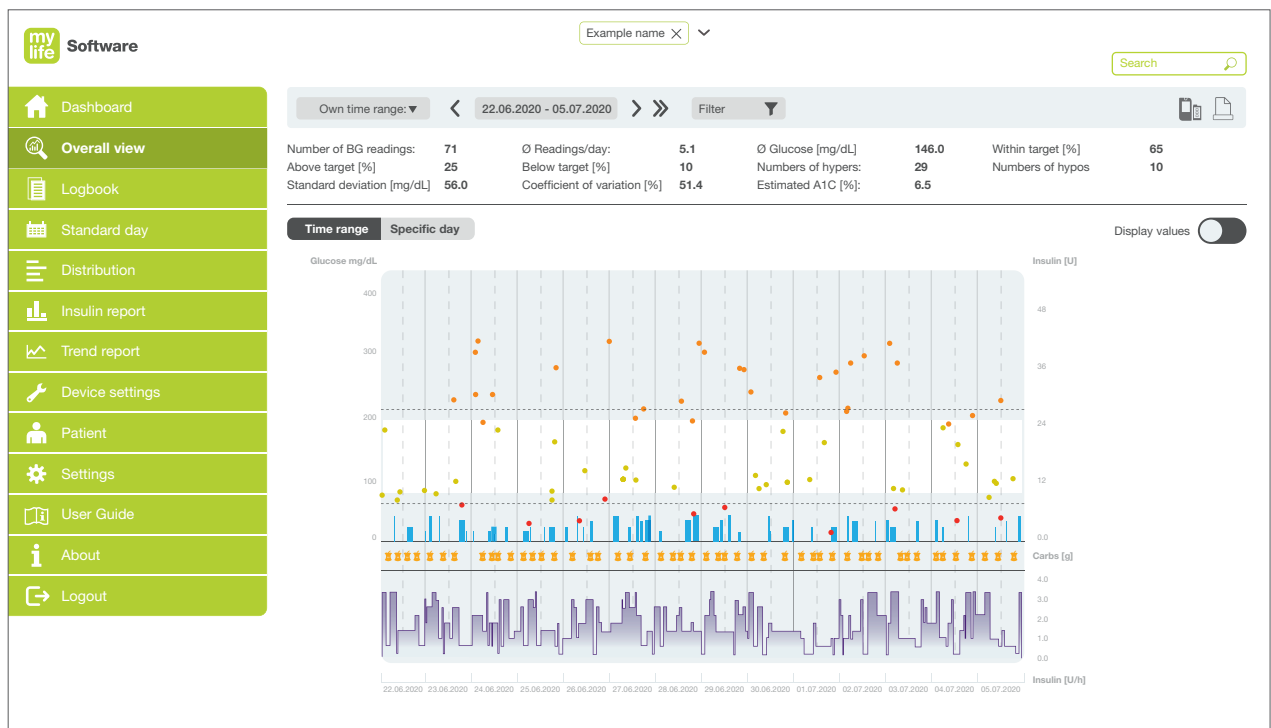 my
life
Software
Example name
Search
Dashboard
Overall view
Logbook
Standard day
Distribution
Insulin report
Trend report
Device settings
Patient
Settings
User Guide
About
Logout
Own time range:
22.06.2020 - 05.07.2020
Filter
Number of BG readings: 71 Ø Readings/day: 5.1 Ø Glucose [mg/dL] 146.0 Within target [%] 65
Above target [%] 25 Below target [%] 10 Numbers of hypers: 29 Numbers of hypos 10
Standard deviation [mg/dL] 56.0 Coefficient of variation [%] 51.4 Estimated A1C [%]: 6.5
Time range Specific day
Display values
Glucose mg/dL
400
300
200
100
0
Insulin [U]
48
36
24
12
0.0
Carbs [g]
4.0
3.0
2.0
1.0
0.0
Insulin [U/h]
22.06.2020 23.06.2020 24.06.2020 25.06.2020 26.06.2020 27.06.2020 28.06.2020 29.06.2020 30.06.2020 01.07.2020 02.07.2020 03.07.2020 04.07.2020 05.07.2020